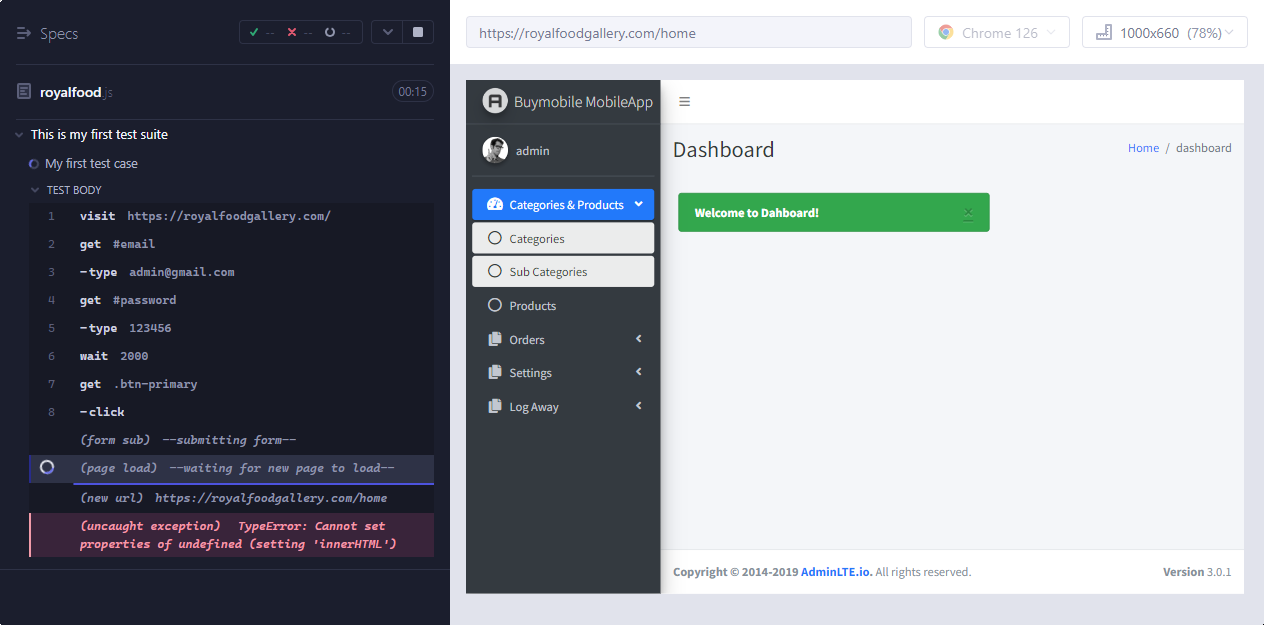 Specs
-- -- --
royalfood.js 00:15
This is my first test suite
My first test case
TEST BODY
1 visit https://royalfoodgallery.com/
2 get #email
3 -type admin@gmail.com
4 get #password
5 -type 123456
6 wait 2000
7 get .btn-primary
8 -click
(form sub) --submitting form--
(page load) --waiting for new page to load--
(new url) https://royalfoodgallery.com/home
(uncaught exception) TypeError: Cannot set
properties of undefined (setting 'innerHTML')
https://royalfoodgallery.com/home
Chrome 126
1000x660 (78%)
Buymobile MobileApp
admin
Categories & Products
Categories
Sub Categories
Products
Orders
Settings
Log Away
Dashboard
Home / dashboard
Welcome to Dahboard! ×
Copyright © 2014-2019 AdminLTE.io. All rights reserved.
Version 3.0.1